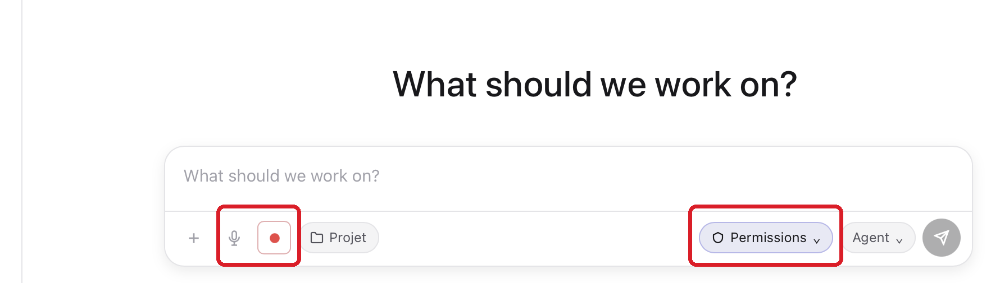 What should we work on?
What should we work on?
Projet Permissions Agent